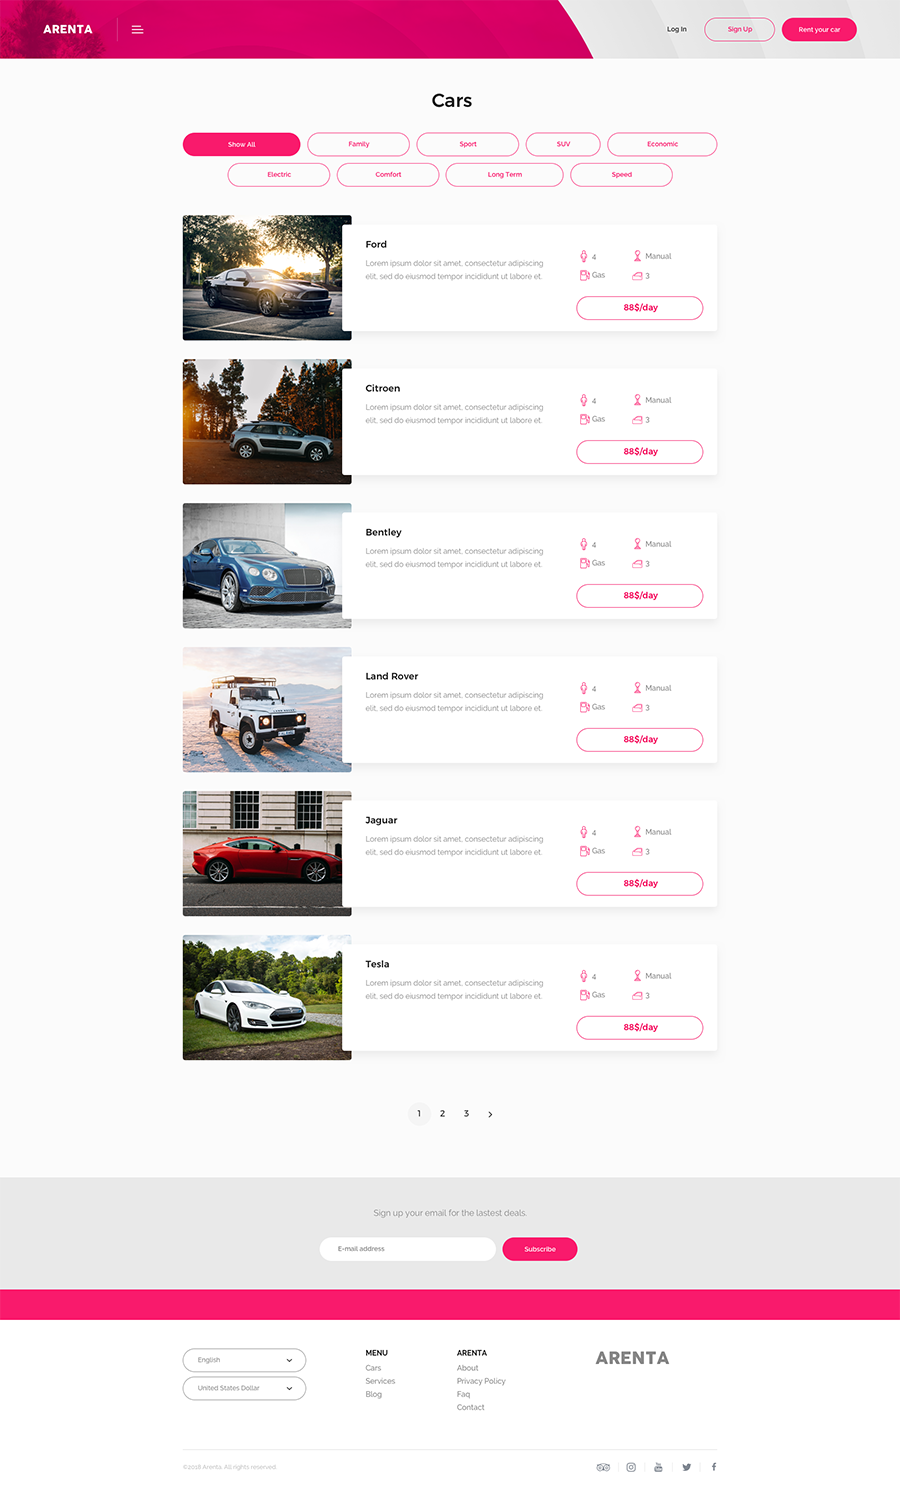 ARENTA
Log In
Sign Up
Rent your car
Cars
Show All
Family
Sport
SUV
Economic
Electric
Comfort
Long Term
Speed
Ford
Lorem ipsum dolor sit amet, consectetur adipiscing
elit, sed do eiusmod tempor incididunt ut labore et.
4
Manual
Gas
3
88$/day
Citroen
Lorem ipsum dolor sit amet, consectetur adipiscing
elit, sed do eiusmod tempor incididunt ut labore et.
4
Manual
Gas
3
88$/day
Bentley
Lorem ipsum dolor sit amet, consectetur adipiscing
elit, sed do eiusmod tempor incididunt ut labore et.
4
Manual
Gas
3
88$/day
Land Rover
Lorem ipsum dolor sit amet, consectetur adipiscing
elit, sed do eiusmod tempor incididunt ut labore et.
4
Manual
Gas
3
88$/day
Jaguar
Lorem ipsum dolor sit amet, consectetur adipiscing
elit, sed do eiusmod tempor incididunt ut labore et.
4
Manual
Gas
3
88$/day
Tesla
Lorem ipsum dolor sit amet, consectetur adipiscing
elit, sed do eiusmod tempor incididunt ut labore et.
4
Manual
Gas
3
88$/day
1 2 3
Sign up your email for the lastest deals.
E-mail address
Subscribe
English
United States Dollar
MENU
Cars
Services
Blog
ARENTA
About
Privacy Policy
Faq
Contact
ARENTA
©2018 Arenta. All rights reserved